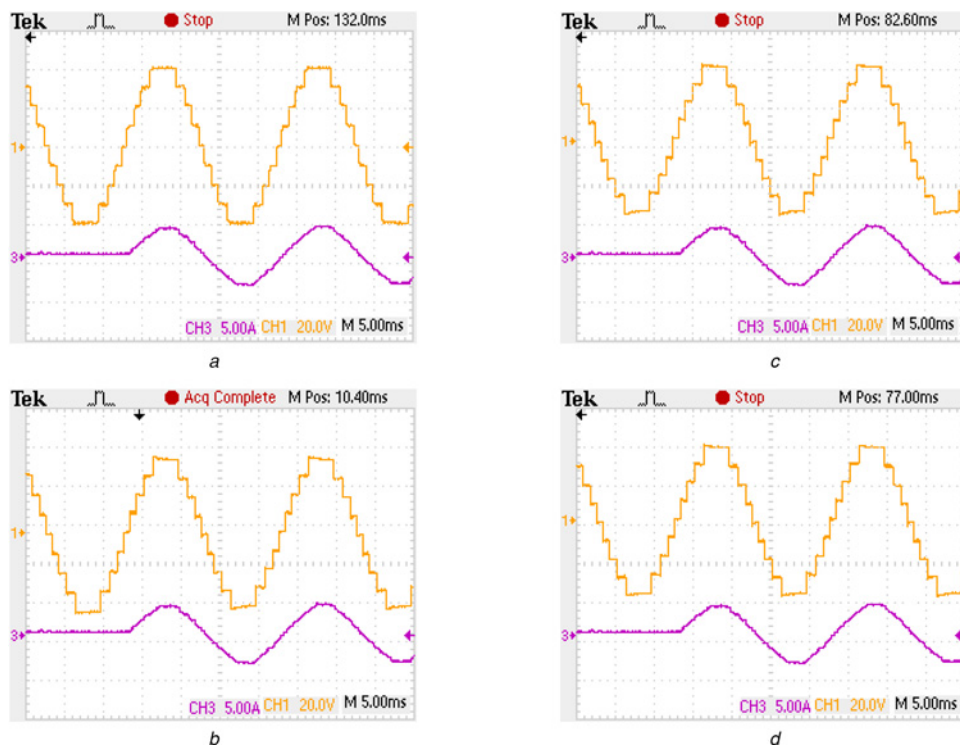 Tek Stop M Pos: 132.0ms
1
3
CH3 5.00A CH1 20.0V M 5.00ms
a
Tek Stop M Pos: 82.60ms
1
3
CH3 5.00A CH1 20.0V M 5.00ms
c
Tek Acq Complete M Pos: 10.40ms
1
3
CH3 5.00A CH1 20.0V M 5.00ms
b
Tek Stop M Pos: 77.00ms
1
3
CH3 5.00A CH1 20.0V M 5.00ms
d